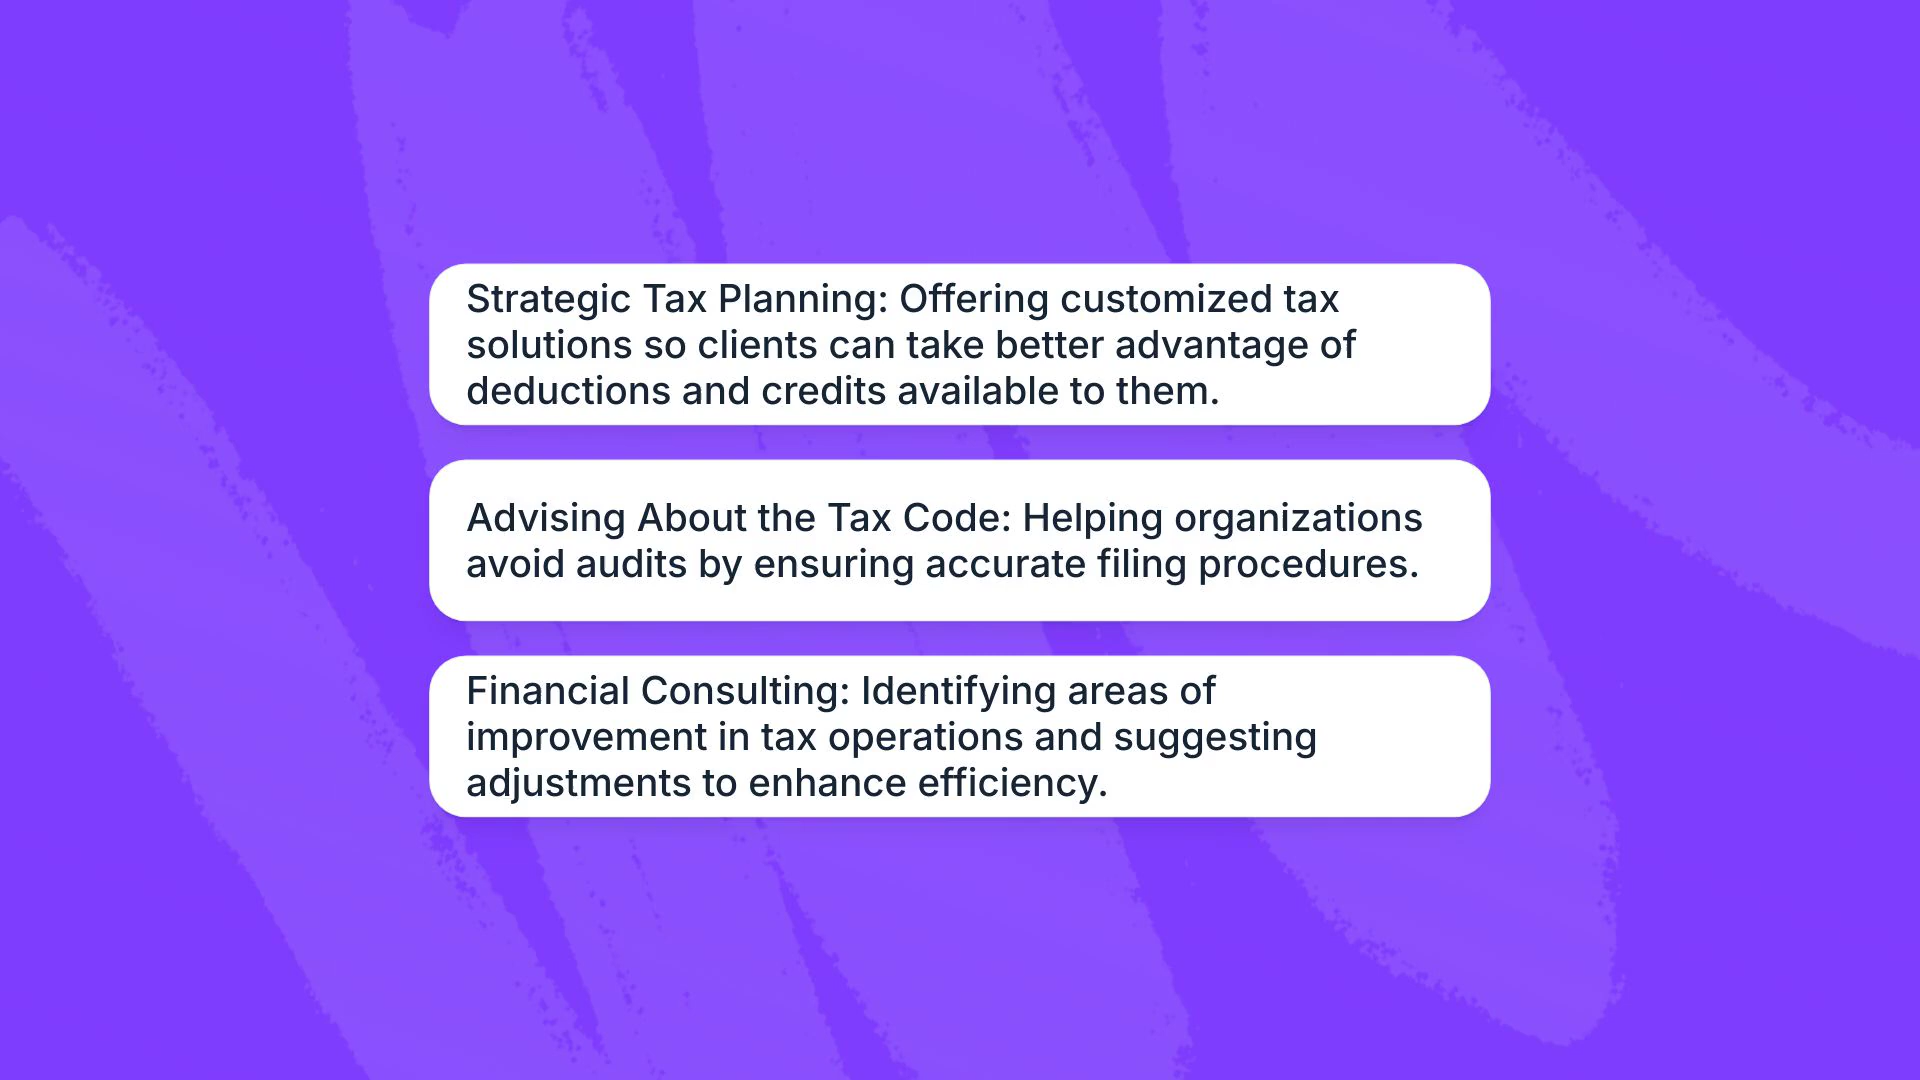 Strategic Tax Planning: Offering customized tax
solutions so clients can take better advantage of
deductions and credits available to them.
Advising About the Tax Code: Helping organizations
avoid audits by ensuring accurate filing procedures.
Financial Consulting: Identifying areas of
improvement in tax operations and suggesting
adjustments to enhance efficiency.